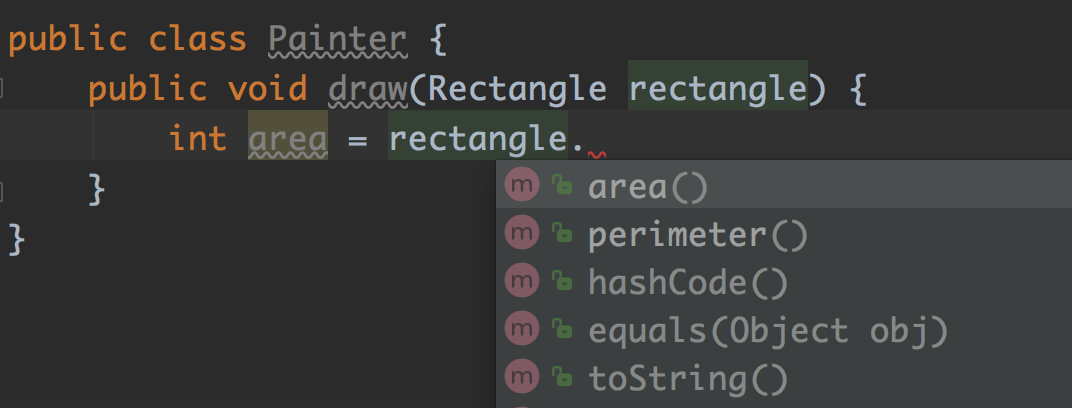 public class Painter {
public void draw(Rectangle rectangle) {
int area = rectangle.
}
}
m area()
m perimeter()
m hashCode()
m equals(Object obj)
m toString()